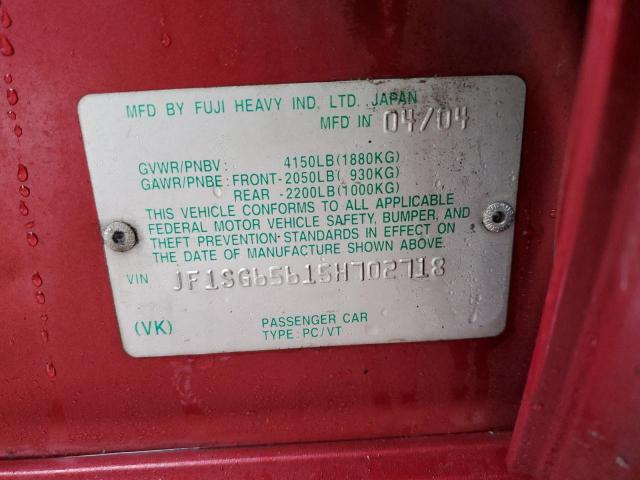 MFD BY FUJI HEAVY IND. LTD. JAPAN
MFD IN 04/04
GVWR/PNBV: 4150LB(1880KG)
GAWR/PNBE: FRONT-2050LB( 930KG)
REAR -2200LB(1000KG)
THIS VEHICLE CONFORMS TO ALL APPLICABLE
FEDERAL MOTOR VEHICLE SAFETY, BUMPER, AND
THEFT PREVENTION STANDARDS IN EFFECT ON
THE DATE OF MANUFACTURE SHOWN ABOVE.
VIN JF1SG65615H702718
(VK) PASSENGER CAR
TYPE: PC/VT